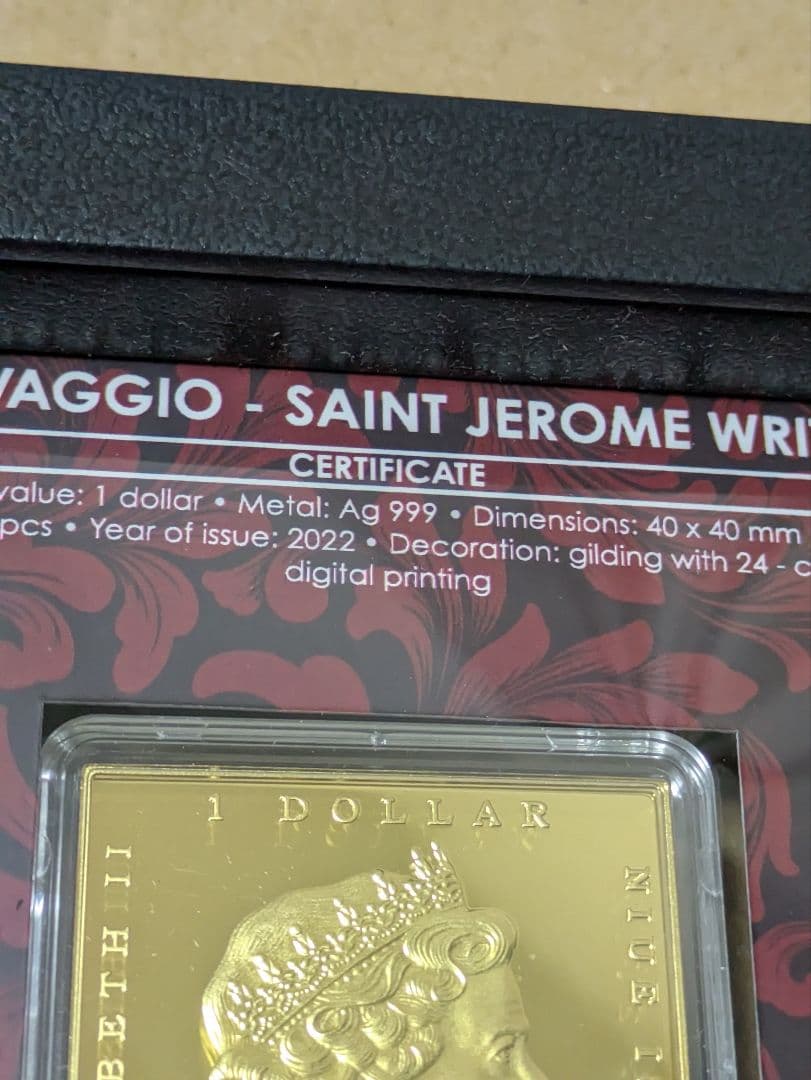 VAGGIO - SAINT JEROME WRI
CERTIFICATE
value: 1 dollar • Metal: Ag 999 • Dimensions: 40 x 40 mm
pcs • Year of issue: 2022 • Decoration: gilding with 24 - c
digital printing
1 DOLLAR
BETH II
NIUE I